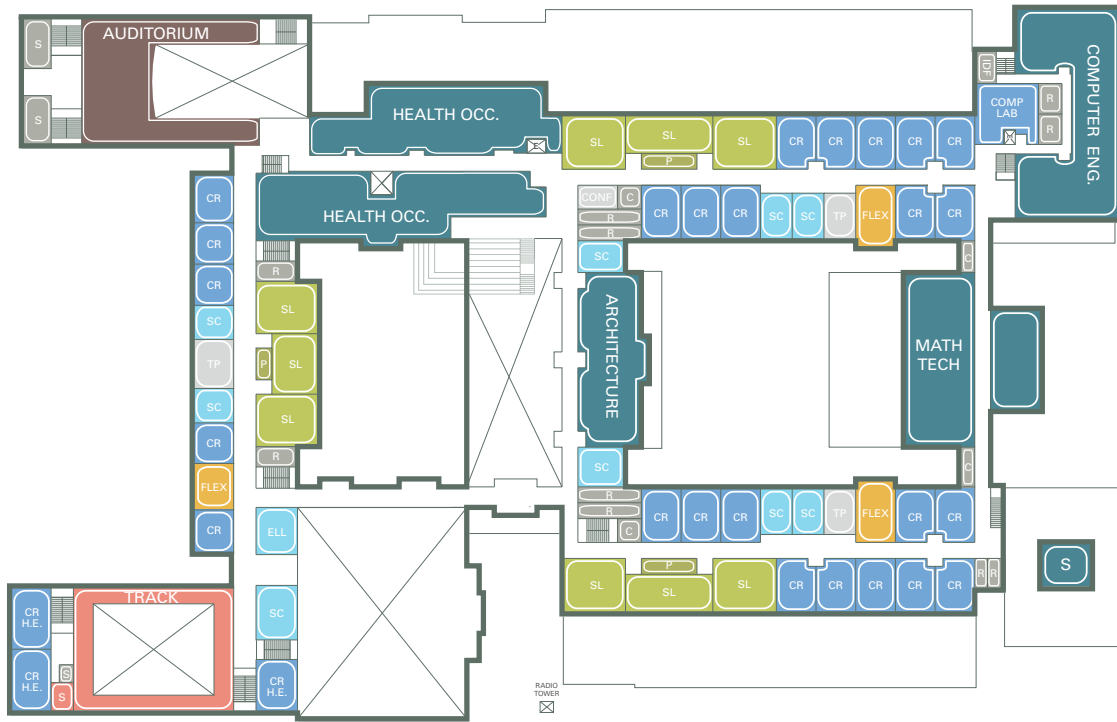 AUDITORIUM
S
S
HEALTH OCC.
E
SL
SL
SL
P
CR
CR
CR
CR
CR
IDF
COMP
LAB
R
R
COMPUTER ENG.
HEALTH OCC.
CONF
C
R
R
CR
CR
CR
SC
SC
TP
FLEX
CR
CR
CR
CR
CR
SC
TP
SC
CR
FLEX
CR
R
SL
SL
SL
P
R
SC
ARCHITECTURE
SC
C
MATH
TECH
C
R
R
C
CR
CR
CR
SC
SC
TP
FLEX
CR
CR
ELL
SC
CR
H.E.
SL
P
SL
SL
CR
CR
CR
CR
CR
R
R
S
TRACK
CR
H.E.
CR
H.E.
S
S
RADIO
TOWER